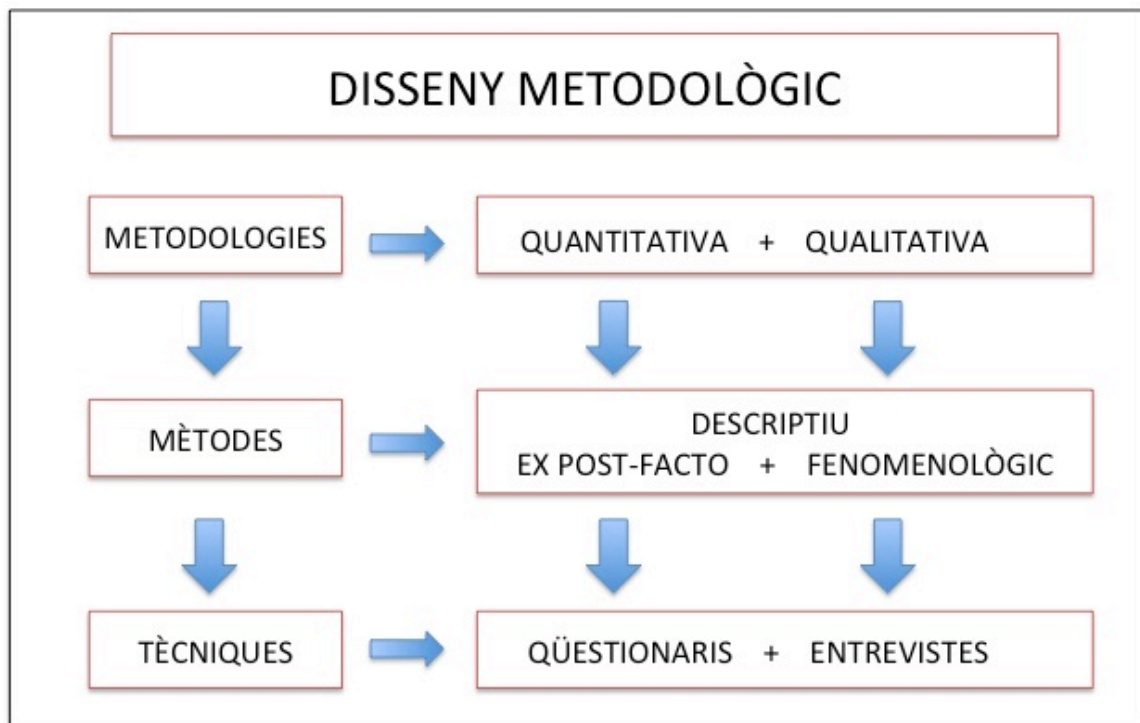 DISSENY METODOLÒGIC
METODOLOGIES
QUANTITATIVA + QUALITATIVA
MÈTODES
DESCRIPTIU
EX POST-FACTO + FENOMENOLÒGIC
TÈCNIQUES
QÜESTIONARIS + ENTREVISTES